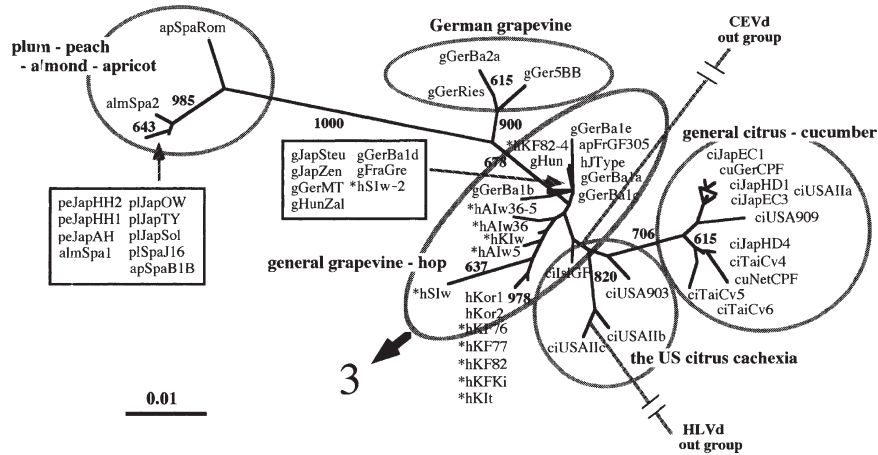 CEVd
out group
German grapevine
plum - peach
- almond - apricot
apSpaRom
gGerBa2a
615
gGer5BB
gGerRies
985
almSpa2
643
1000
900
678
*hKF82-4
gGerBa1e
apFrGF305
gHun
hJType
gGerBa1a
gGerBa1c
gGerBa1b
general citrus - cucumber
ciJapEC1
cuGerCPF
ciJapHD1
ciUSAIIa
ciJapEC3
ciUSA909
706
615
ciJapHD4
ciTaiCv4
cuNetCPF
ciTaiCv5
ciTaiCv6
gJapSteu gGerBa1d
gJapZen gFraGre
gGerMT *hSIw-2
gHunZal
peJapHH2 plJapOW
peJapHH1 plJapTY
peJapAH plJapSol
almSpa1 plSpaJ16
apSpaB1B
*hAIw36-5
*hAIw36
*hKIw
*hAIw5
general grapevine - hop
637
*hSIw
978
ciIsIGF
820
ciUSA903
hKor1
hKor2
*hKF76
*hKF77
*hKF82
*hKFKi
*hKIt
ciUSAIIb
ciUSAIIc
the US citrus cachexia
3
0.01
HLVd
out group